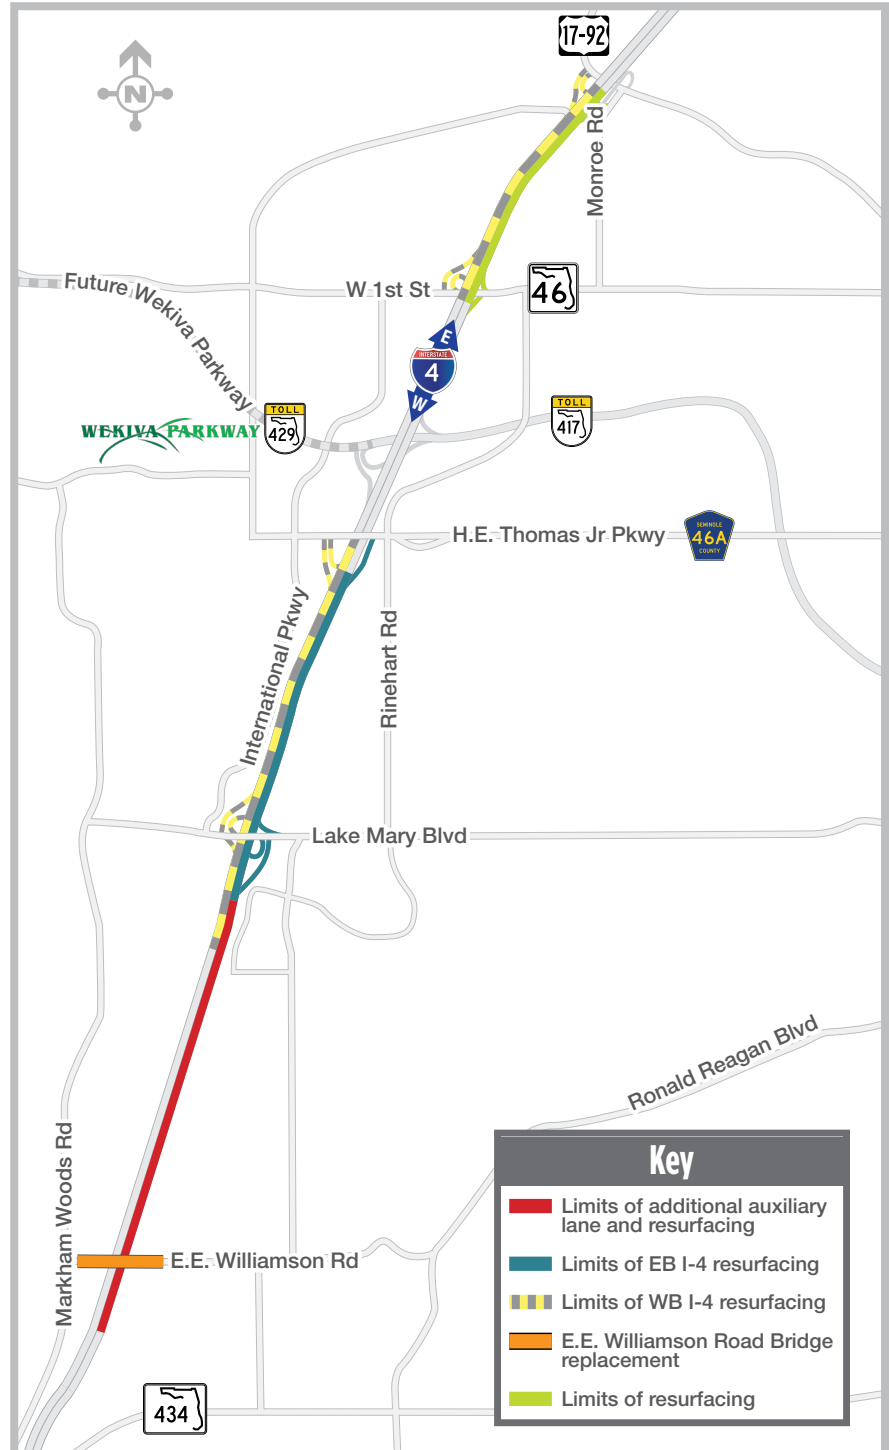 17-92
N
Monroe Rd
Future Wekiva Parkway
W 1st St
46
E
INTERSTATE
4
W
WEKIVA PARKWAY
TOLL
429
TOLL
417
H.E. Thomas Jr Pkwy
SEMINOLE
46A
COUNTY
International Pkwy
Rinehart Rd
Lake Mary Blvd
Ronald Reagan Blvd
Markham Woods Rd
E.E. Williamson Rd
434
Key
Limits of additional auxiliary
lane and resurfacing
Limits of EB I-4 resurfacing
Limits of WB I-4 resurfacing
E.E. Williamson Road Bridge
replacement
Limits of resurfacing